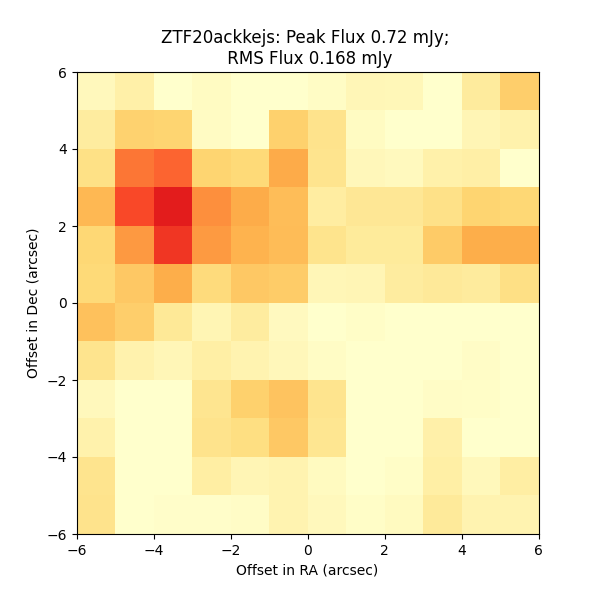 ZTF20ackkejs: Peak Flux 0.72 mJy;
RMS Flux 0.168 mJy
6
4
2
0
−2
−4
−6
Offset in Dec (arcsec)
−6 −4 −2 0 2 4 6
Offset in RA (arcsec)